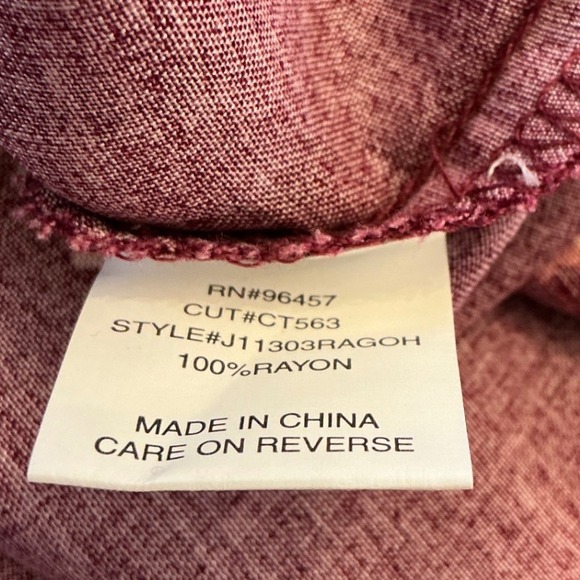 RN#96457
CUT#CT563
STYLE#J11303RAGOH
100%RAYON
MADE IN CHINA
CARE ON REVERSE